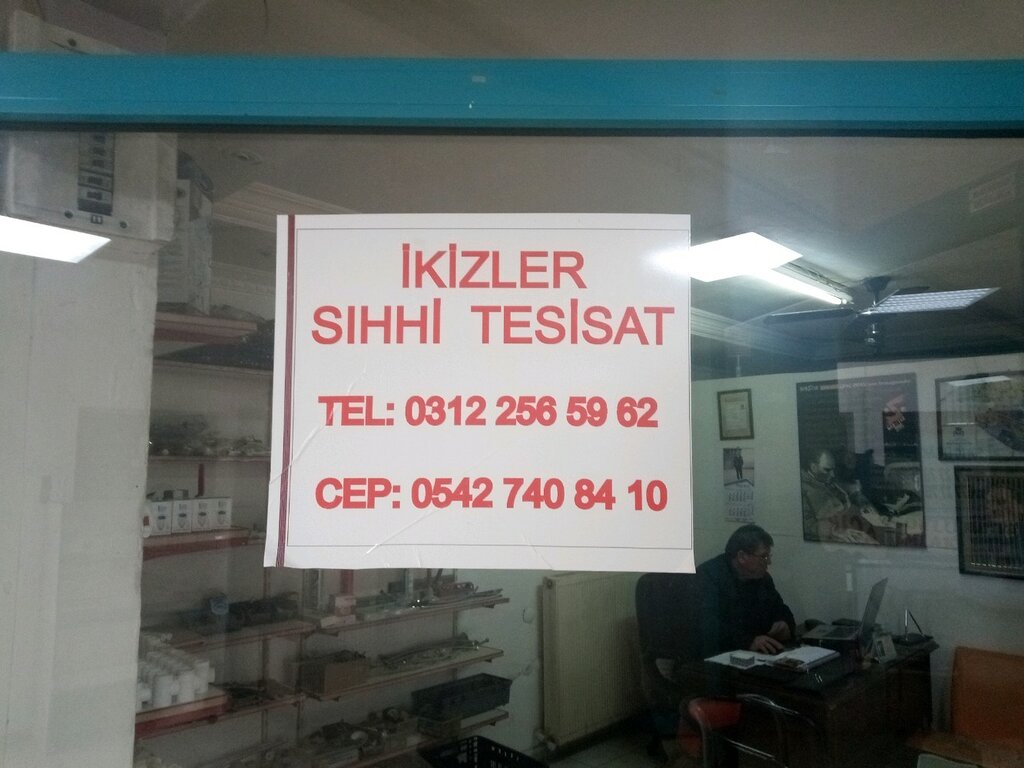 İKİZLER
SIHHİ TESİSAT
TEL: 0312 256 59 62
CEP: 0542 740 84 10